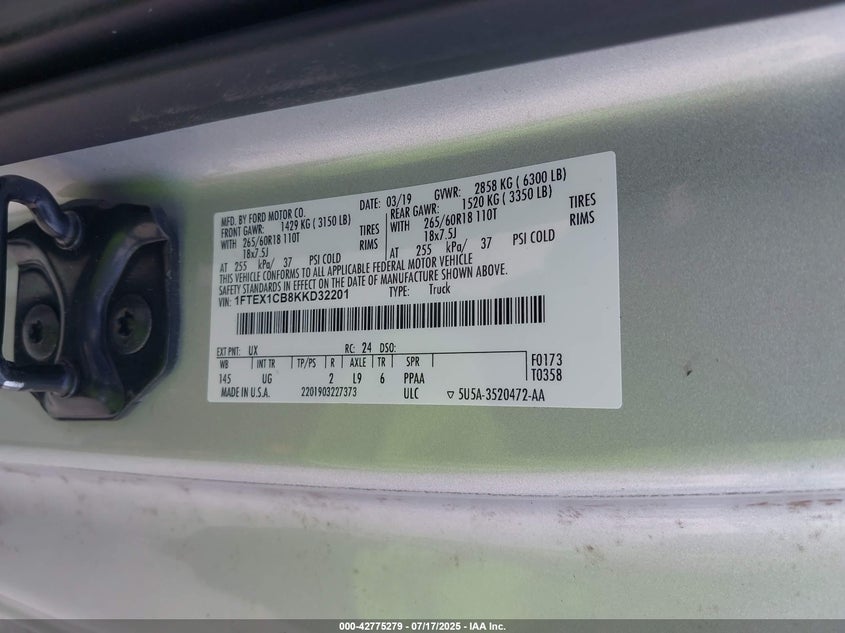 MFD. BY FORD MOTOR CO.
DATE: 03/19 GVWR: 2858 KG ( 6300 LB)
FRONT GAWR: 1429 KG ( 3150 LB)
REAR GAWR: 1520 KG ( 3350 LB)
WITH 265/60R18 110T TIRES
265/60R18 110T TIRES
18x7.5J RIMS
WITH 18x7.5J RIMS
AT 255 kPa/ 37 PSI COLD
AT 255 kPa/ 37 PSI COLD
THIS VEHICLE CONFORMS TO ALL APPLICABLE FEDERAL MOTOR VEHICLE
SAFETY STANDARDS IN EFFECT ON THE DATE OF MANUFACTURE SHOWN ABOVE.
VIN: 1FTEX1CB8KKD32201 TYPE: Truck
EXT PNT: UX RC: 24 DSO:
WB INT TR TP/PS R AXLE TR SPR
145 UG 2 L9 6 PPAA
F0173
T0358
MADE IN U.S.A. 2201903227373 ULC ▽ 5U5A-3520472-AA
000-42775279 - 07/17/2025 - IAA Inc.